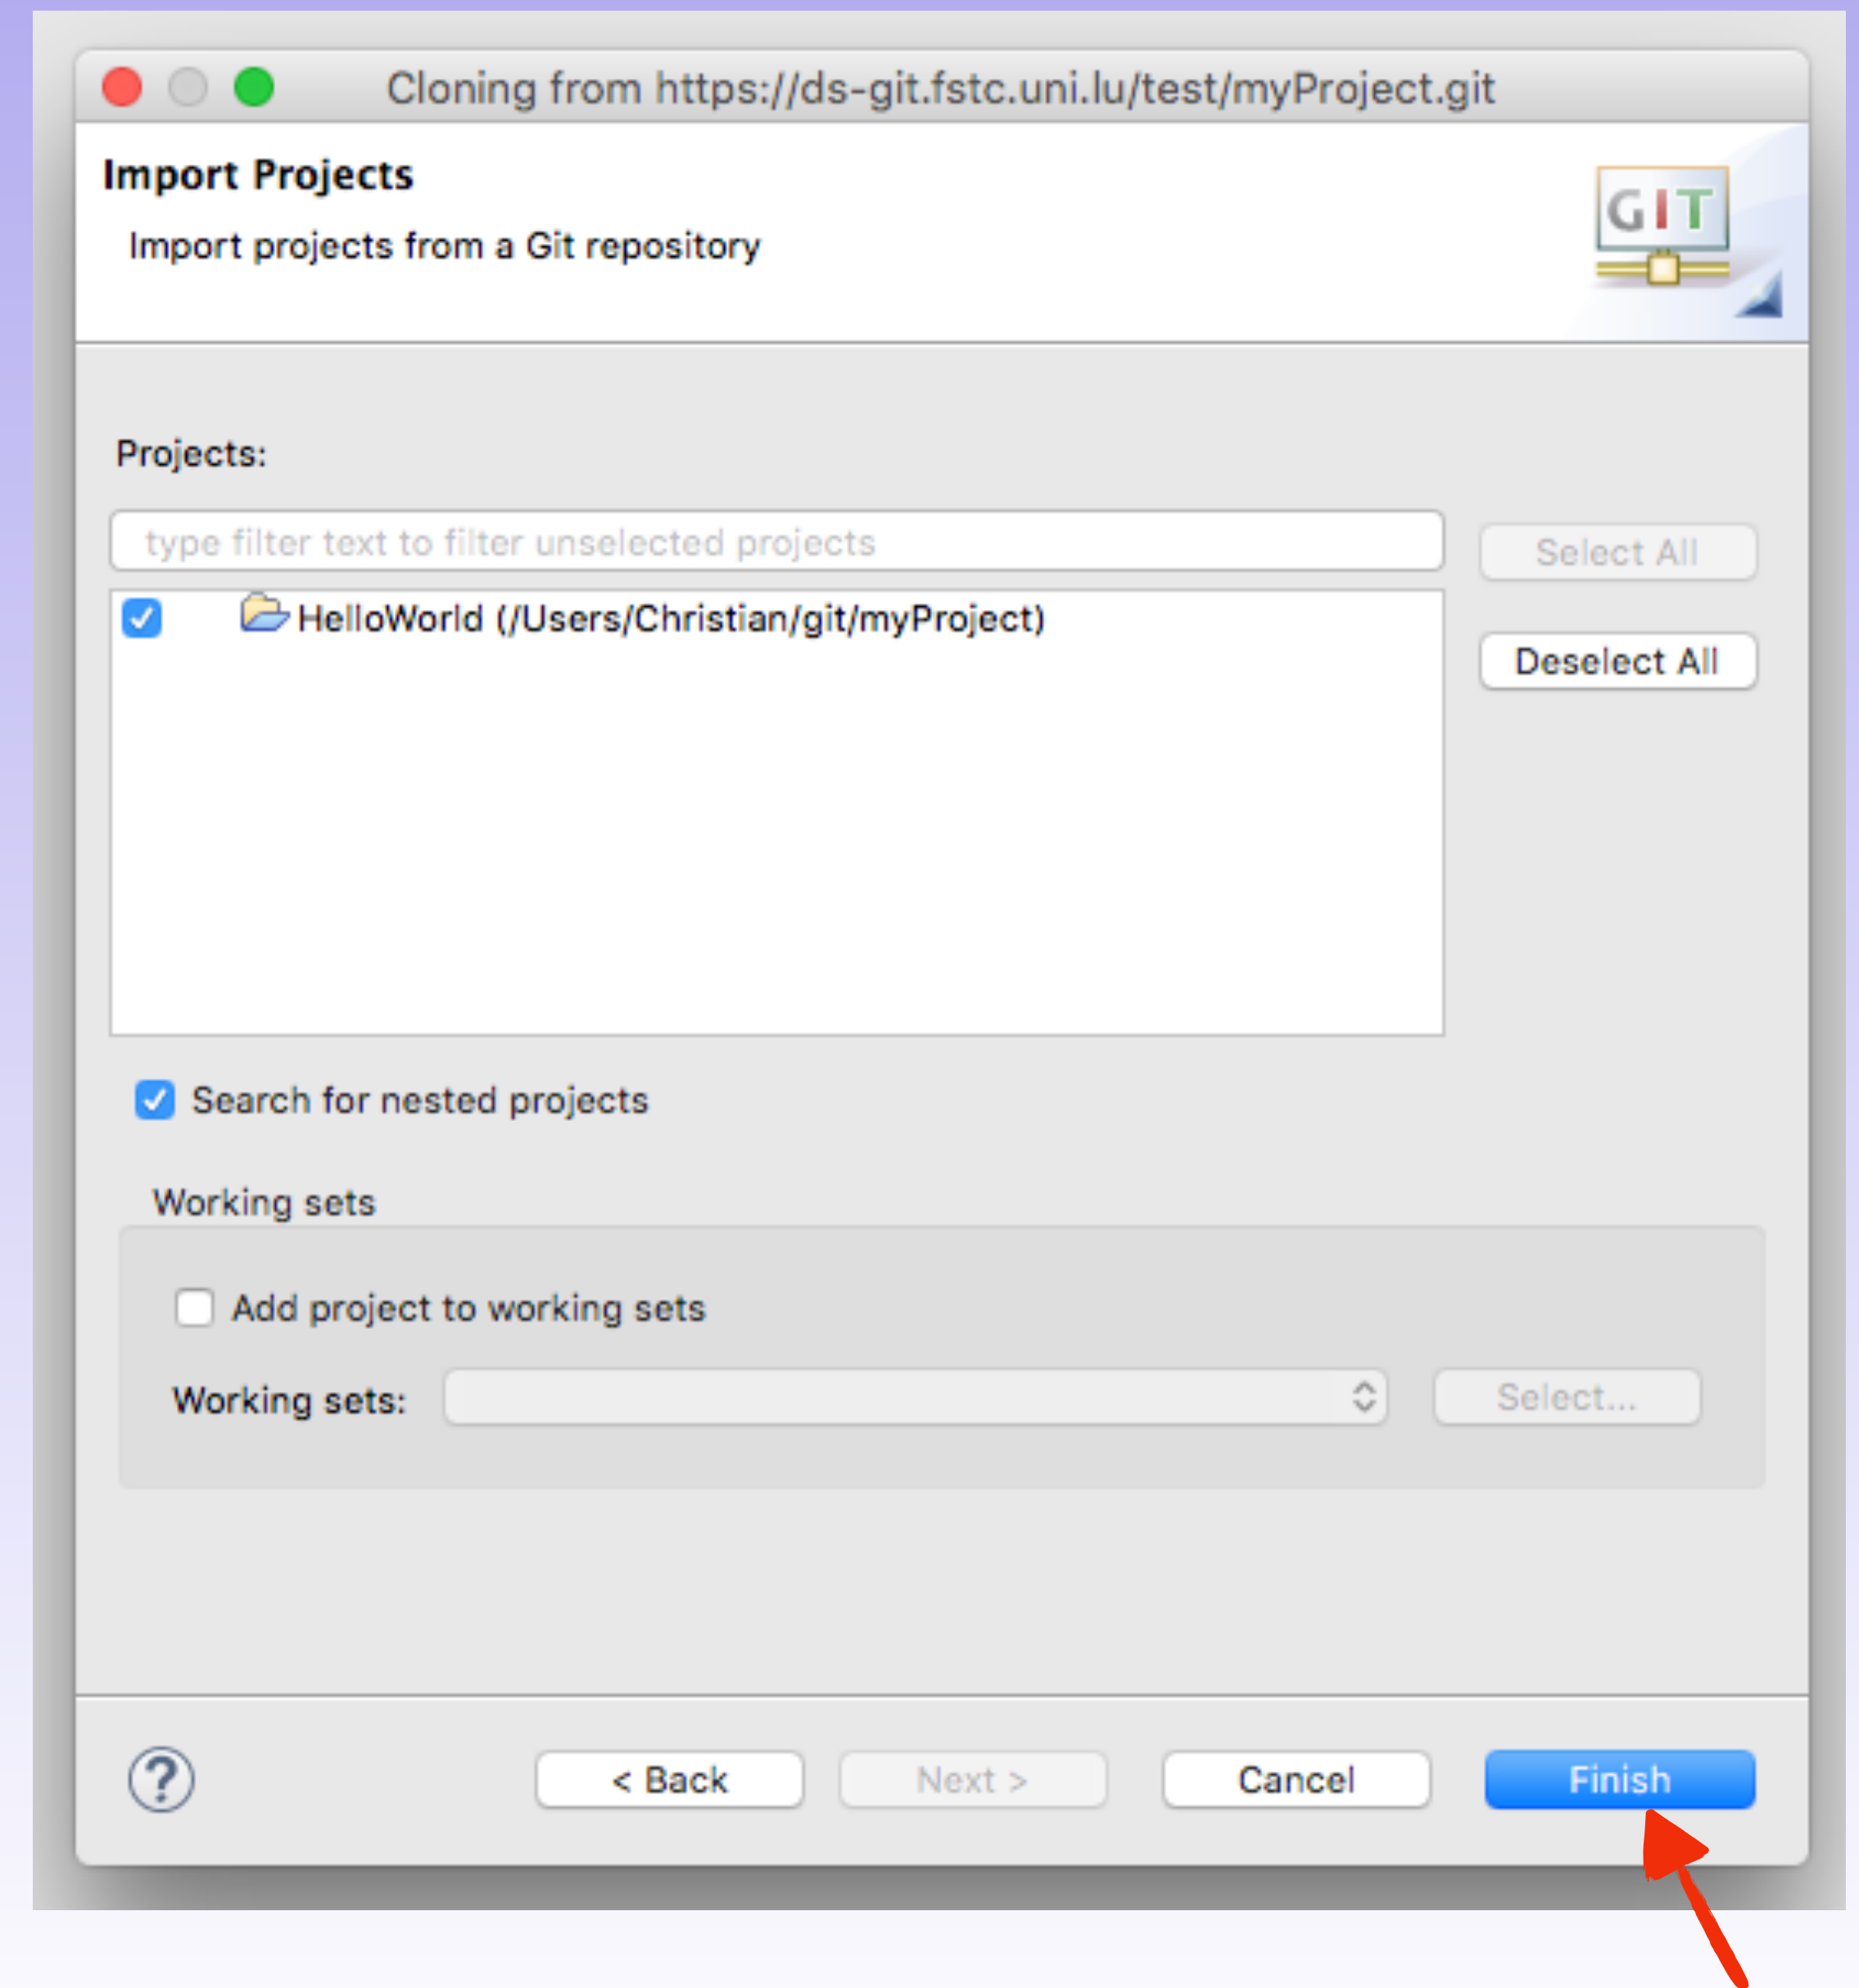 Cloning from https://ds-git.fstc.uni.lu/test/myProject.git
Import Projects
Import projects from a Git repository
GIT
Projects:
type filter text to filter unselected projects
Select All
HelloWorld (/Users/Christian/git/myProject)
Deselect All
Search for nested projects
Working sets
Add project to working sets
Working sets:
Select...
?
< Back
Next >
Cancel
Finish